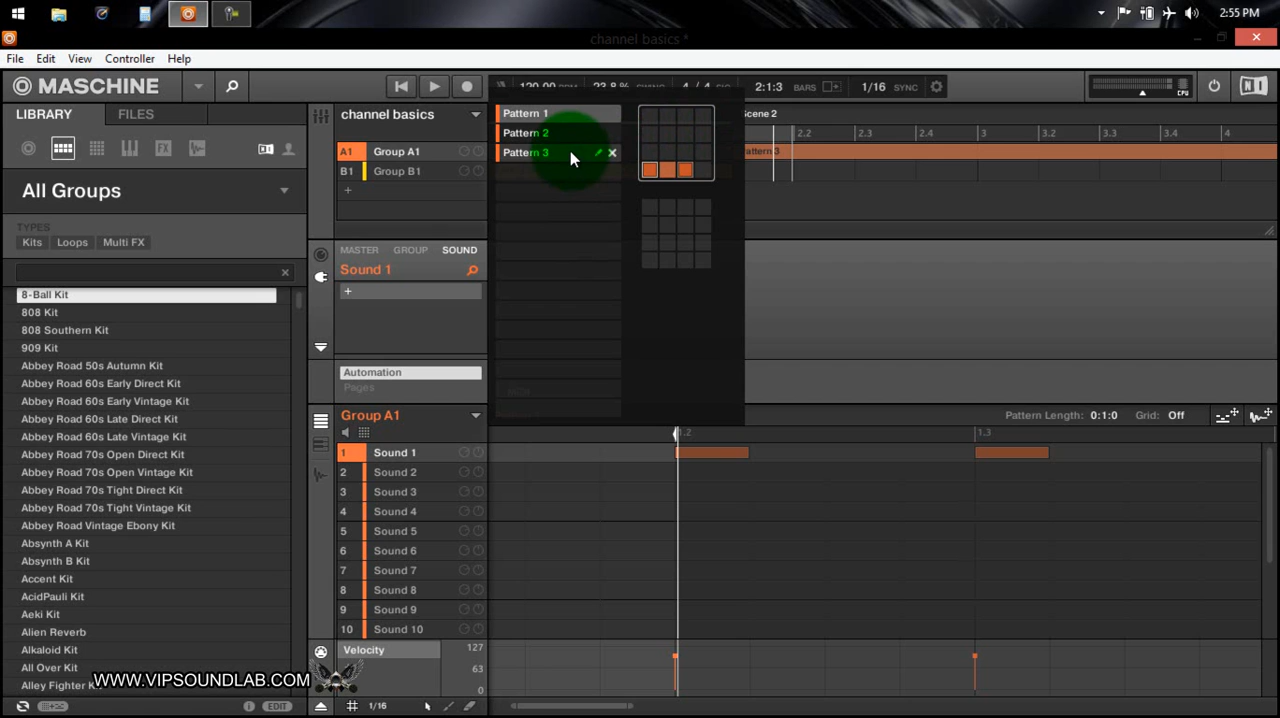 2:55 PM
channel basics *
File Edit View Controller Help
MASCHINE
120.00 BPM 23.8 % SWING 4 / 4 SIG 2:1:3 BARS 1/16 SYNC
CPU
LIBRARY FILES
channel basics
Pattern 1
Scene 2
Pattern 2
2.2 2.3 2.4 3 3.2 3.3 3.4 4
A1 Group A1
Pattern 3
Pattern 3
B1 Group B1
+
All Groups
TYPES
Kits Loops Multi FX
MASTER GROUP SOUND
Sound 1
+
8-Ball Kit
808 Kit
808 Southern Kit
909 Kit
Abbey Road 50s Autumn Kit
Abbey Road 60s Early Direct Kit
Abbey Road 60s Early Vintage Kit
Abbey Road 60s Late Direct Kit
Abbey Road 60s Late Vintage Kit
Abbey Road 70s Open Direct Kit
Abbey Road 70s Open Vintage Kit
Abbey Road 70s Tight Direct Kit
Abbey Road 70s Tight Vintage Kit
Abbey Road Vintage Ebony Kit
Absynth A Kit
Absynth B Kit
Accent Kit
AcidPauli Kit
Aeki Kit
Alien Reverb
Alkaloid Kit
All Over Kit
Alley Fighter Kit
EDIT
Automation
Pages
Group A1
Pattern Length: 0:1:0 Grid: Off
1.2 1.3
1 Sound 1
2 Sound 2
3 Sound 3
4 Sound 4
5 Sound 5
6 Sound 6
7 Sound 7
8 Sound 8
9 Sound 9
10 Sound 10
Velocity
127
63
0
1/16
WWW.VIPSOUNDLAB.COM